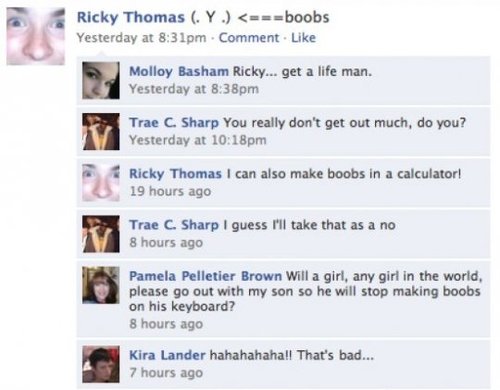 Ricky Thomas (. Y .) <===boobs
Yesterday at 8:31pm · Comment · Like
Molloy Basham Ricky... get a life man.
Yesterday at 8:38pm
Trae C. Sharp You really don't get out much, do you?
Yesterday at 10:18pm
Ricky Thomas I can also make boobs in a calculator!
19 hours ago
Trae C. Sharp I guess I'll take that as a no
8 hours ago
Pamela Pelletier Brown Will a girl, any girl in the world,
please go out with my son so he will stop making boobs
on his keyboard?
8 hours ago
Kira Lander hahahahaha!! That's bad...
7 hours ago